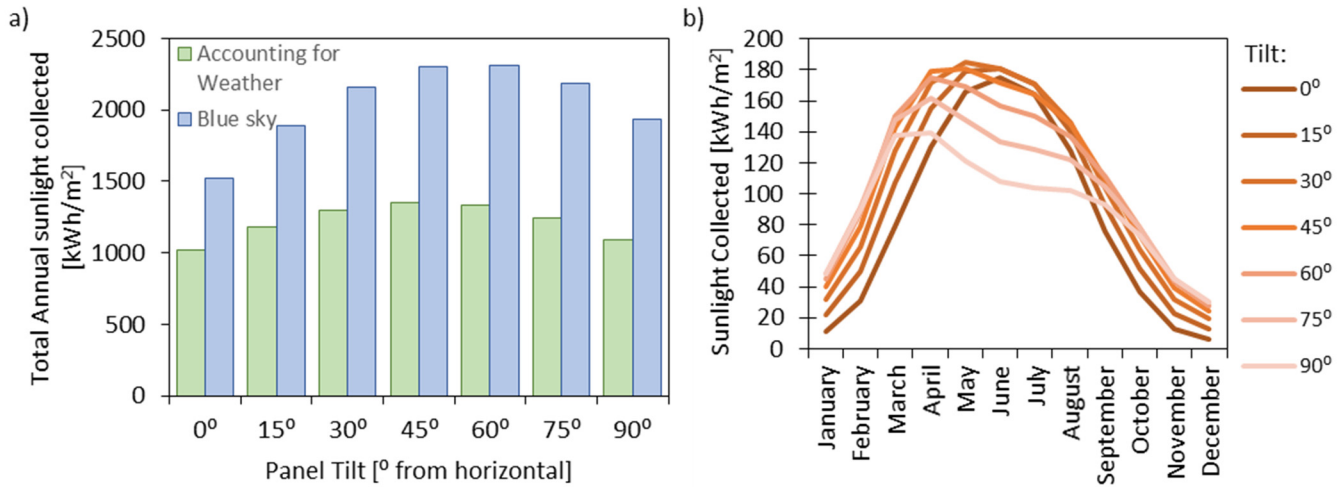 a)
Total Annual sunlight collected
[kWh/m²]
2500
2000
1500
1000
500
0
Accounting for
Weather
Blue sky
0⁰
15⁰
30⁰
45⁰
60⁰
75⁰
90⁰
Panel Tilt [⁰ from horizontal]
b)
Sunlight Collected [kWh/m²]
200
180
160
140
120
100
80
60
40
20
0
January
February
March
April
May
June
July
August
September
October
November
December
Tilt:
0⁰
15⁰
30⁰
45⁰
60⁰
75⁰
90⁰